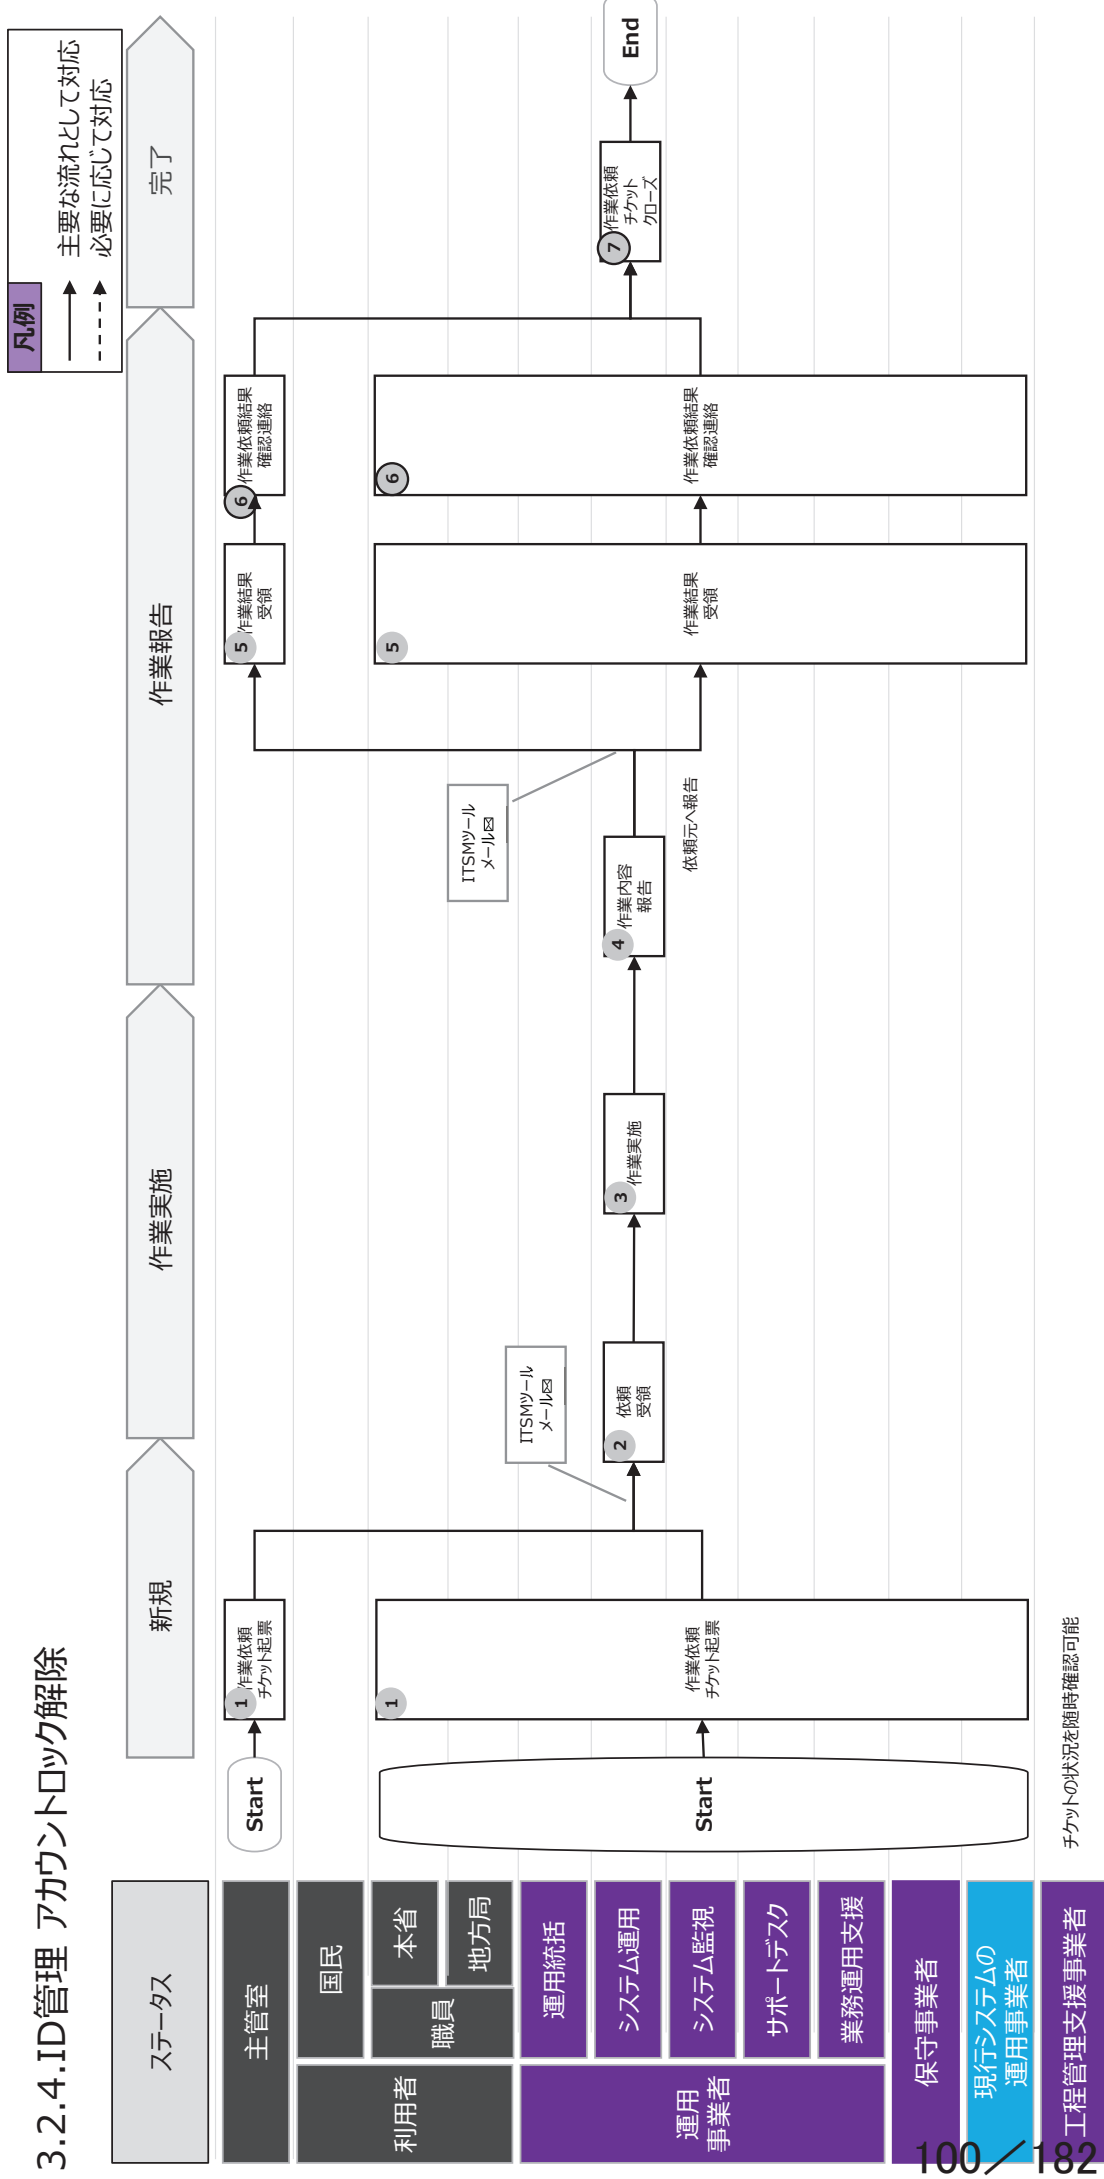 3.2.4.ID管理 アカウントロック解除
凡例
主要な流れとして対応
必要に応じて対応
ステータス
新規
作業実施
作業報告
完了
主管室
Start
1
作業依頼
チケット起票
5
作業結果
受領
6
作業依頼結果
確認連絡
利用者
国民
職員
本省
地方局
運用
事業者
運用統括
システム運用
システム監視
サポートデスク
業務運用支援
保守事業者
現行システムの
運用事業者
工程管理支援事業者
Start
1
作業依頼
チケット起票
ITSMツール
メール✉
2
依頼
受領
3
作業実施
4
作業内容
報告
ITSMツール
メール✉
依頼元へ報告
5
作業結果
受領
6
作業依頼結果
確認連絡
7
作業依頼
チケット
クローズ
End
チケットの状況を随時確認可能
100／182